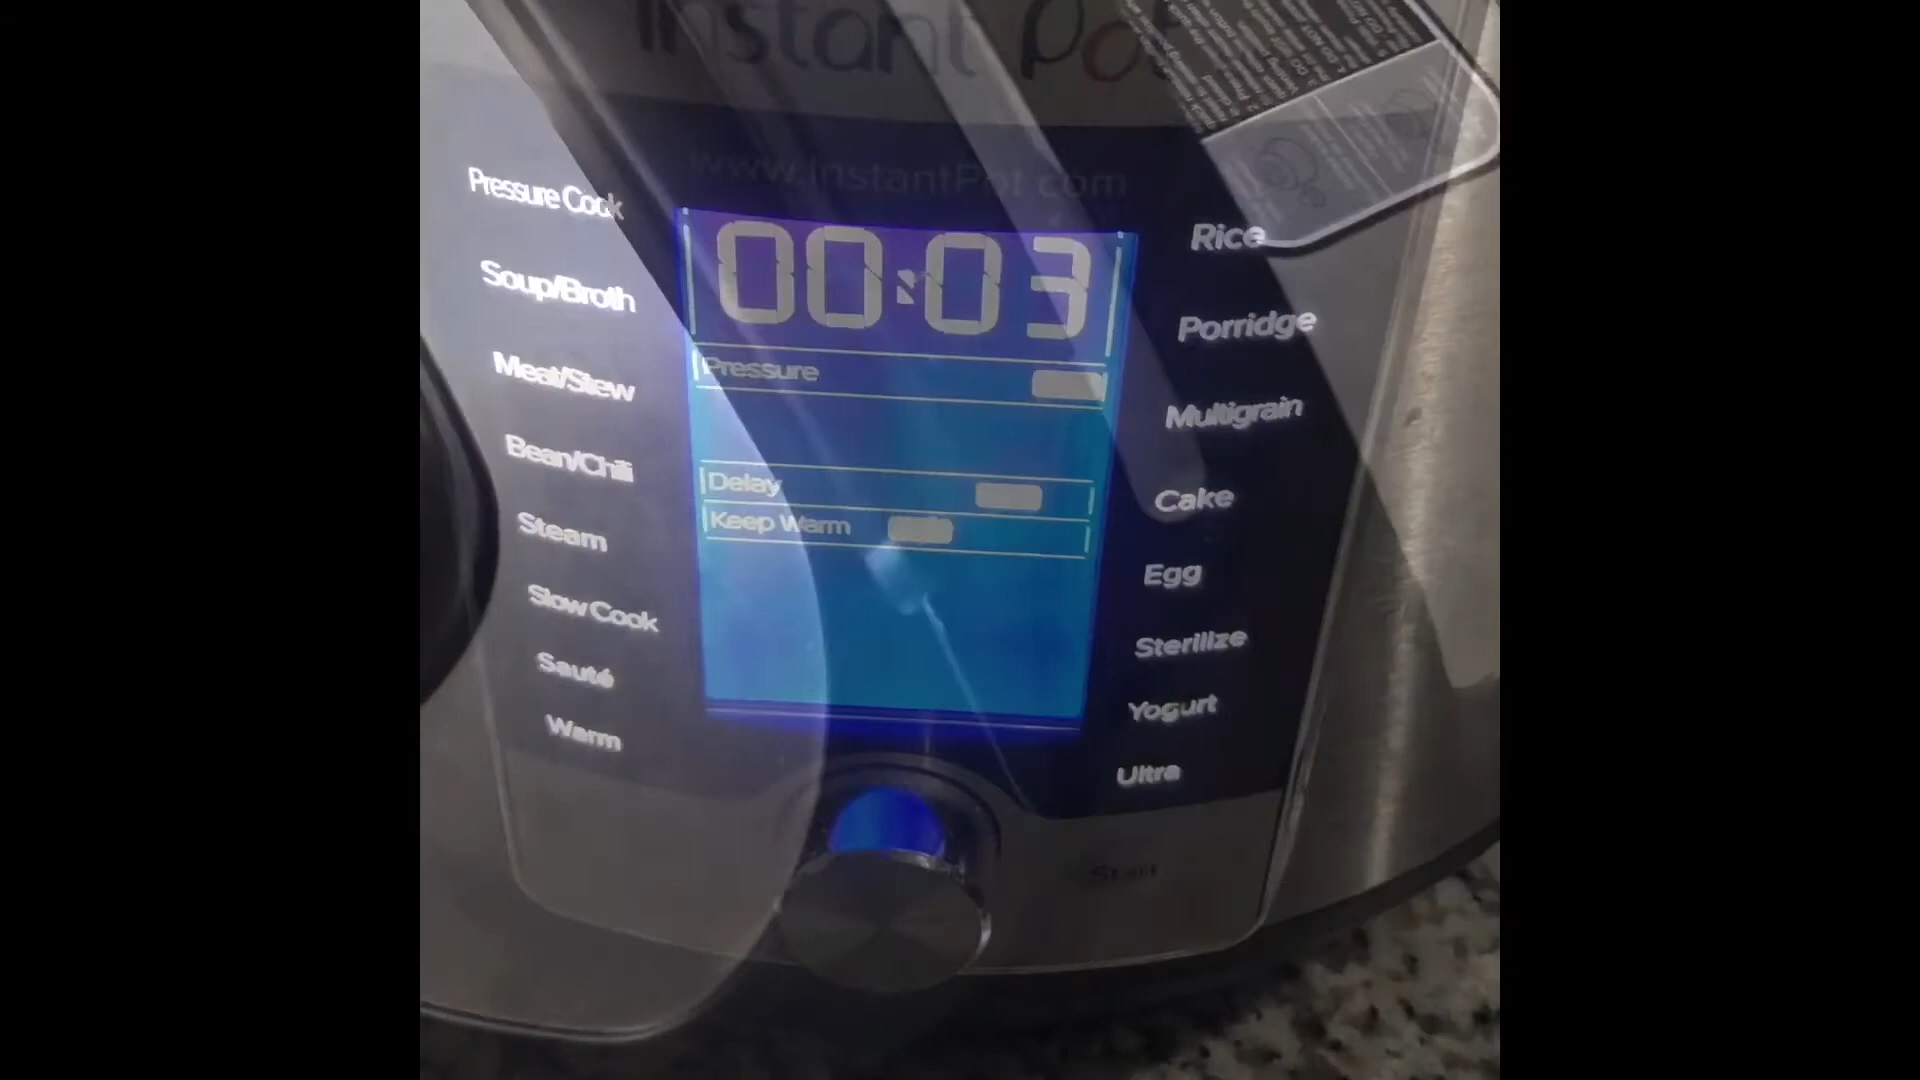 Instant Pot
www.InstantPot.com
00:03
Pressure
Delay
Keep Warm
Pressure Cook
Soup/Broth
Meat/Stew
Bean/Chili
Steam
Slow Cook
Sauté
Warm
Rice
Porridge
Multigrain
Cake
Egg
Sterilize
Yogurt
Ultra
Start